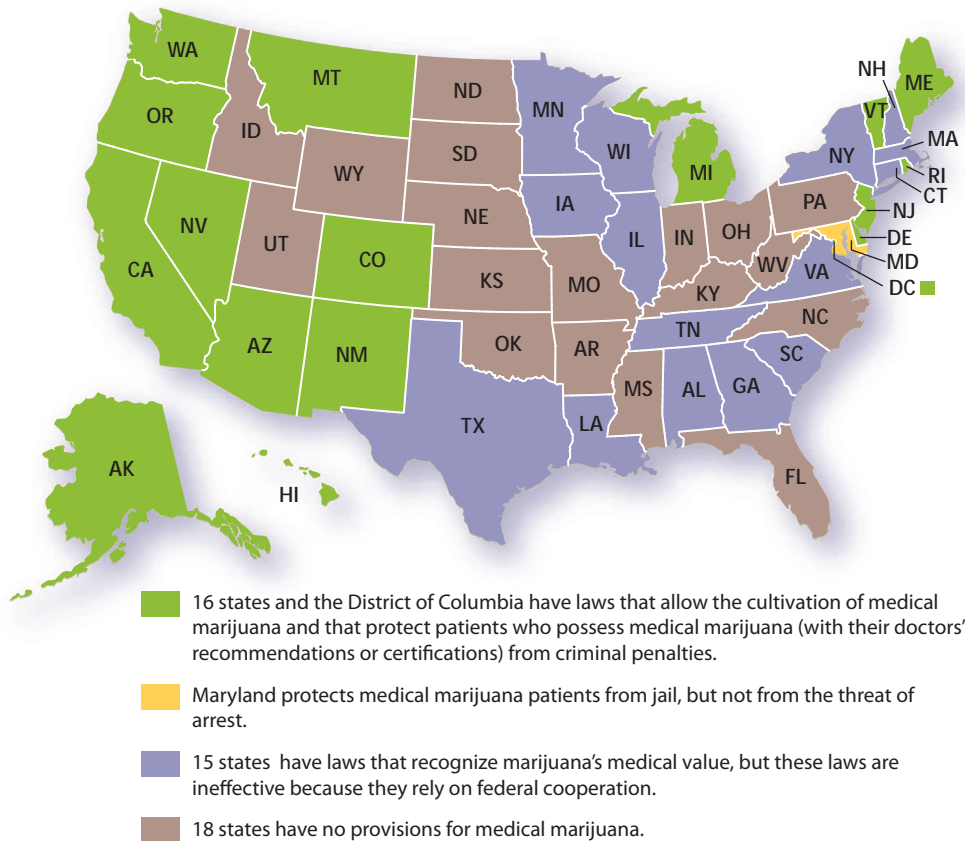 WA
MT
ND
MN
NH
ME
VT
OR
ID
SD
WI
MA
NY
WY
MI
RI
CT
NE
IA
PA
NJ
NV
UT
CO
IL
IN
OH
DE
CA
WV
MD
KS
MO
VA
DC
KY
NC
AZ
NM
OK
AR
TN
SC
MS
AL
GA
TX
LA
AK
HI
FL
16 states and the District of Columbia have laws that allow the cultivation of medical
marijuana and that protect patients who possess medical marijuana (with their doctors’
recommendations or certifications) from criminal penalties.
Maryland protects medical marijuana patients from jail, but not from the threat of
arrest.
15 states have laws that recognize marijuana’s medical value, but these laws are
ineffective because they rely on federal cooperation.
18 states have no provisions for medical marijuana.